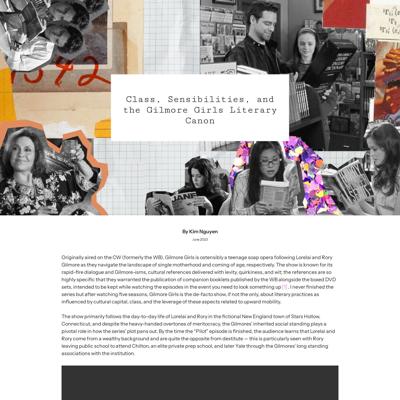 1542
JANE
Class, Sensibilities, and
the Gilmore Girls Literary
Canon
By Kim Nguyen
June 2023
Originally aired on the CW (formerly the WB), Gilmore Girls is ostensibly a teenage soap opera following Lorelai and Rory
Gilmore as they navigate the landscape of single motherhood and coming of age, respectively. The show is known for its
rapid-fire dialogue and Gilmore-isms, cultural references delivered with levity, quirkiness, and wit; the references are so
highly specific that they warranted the publication of companion booklets published by the WB alongside the boxed DVD
sets, intended to be kept while watching the episodes in the event you need to look something up [1]. I never finished the
series but after watching five seasons, Gilmore Girls is the de-facto show, if not the only, about literary practices as
influenced by cultural capital, class, and the leverage of these aspects related to upward mobility.
The show primarily follows the day-to-day life of Lorelai and Rory in the fictional New England town of Stars Hollow,
Connecticut, and despite the heavy-handed overtones of meritocracy, the Gilmores' inherited social standing plays a
pivotal role in how the series' plot pans out. By the time the "Pilot" episode is finished, the audience learns that Lorelai and
Rory come from a wealthy background and are quite the opposite from destitute — this is particularly seen with Rory
leaving public school to attend Chilton, an elite private prep school, and later Yale through the Gilmores' long standing
associations with the institution.